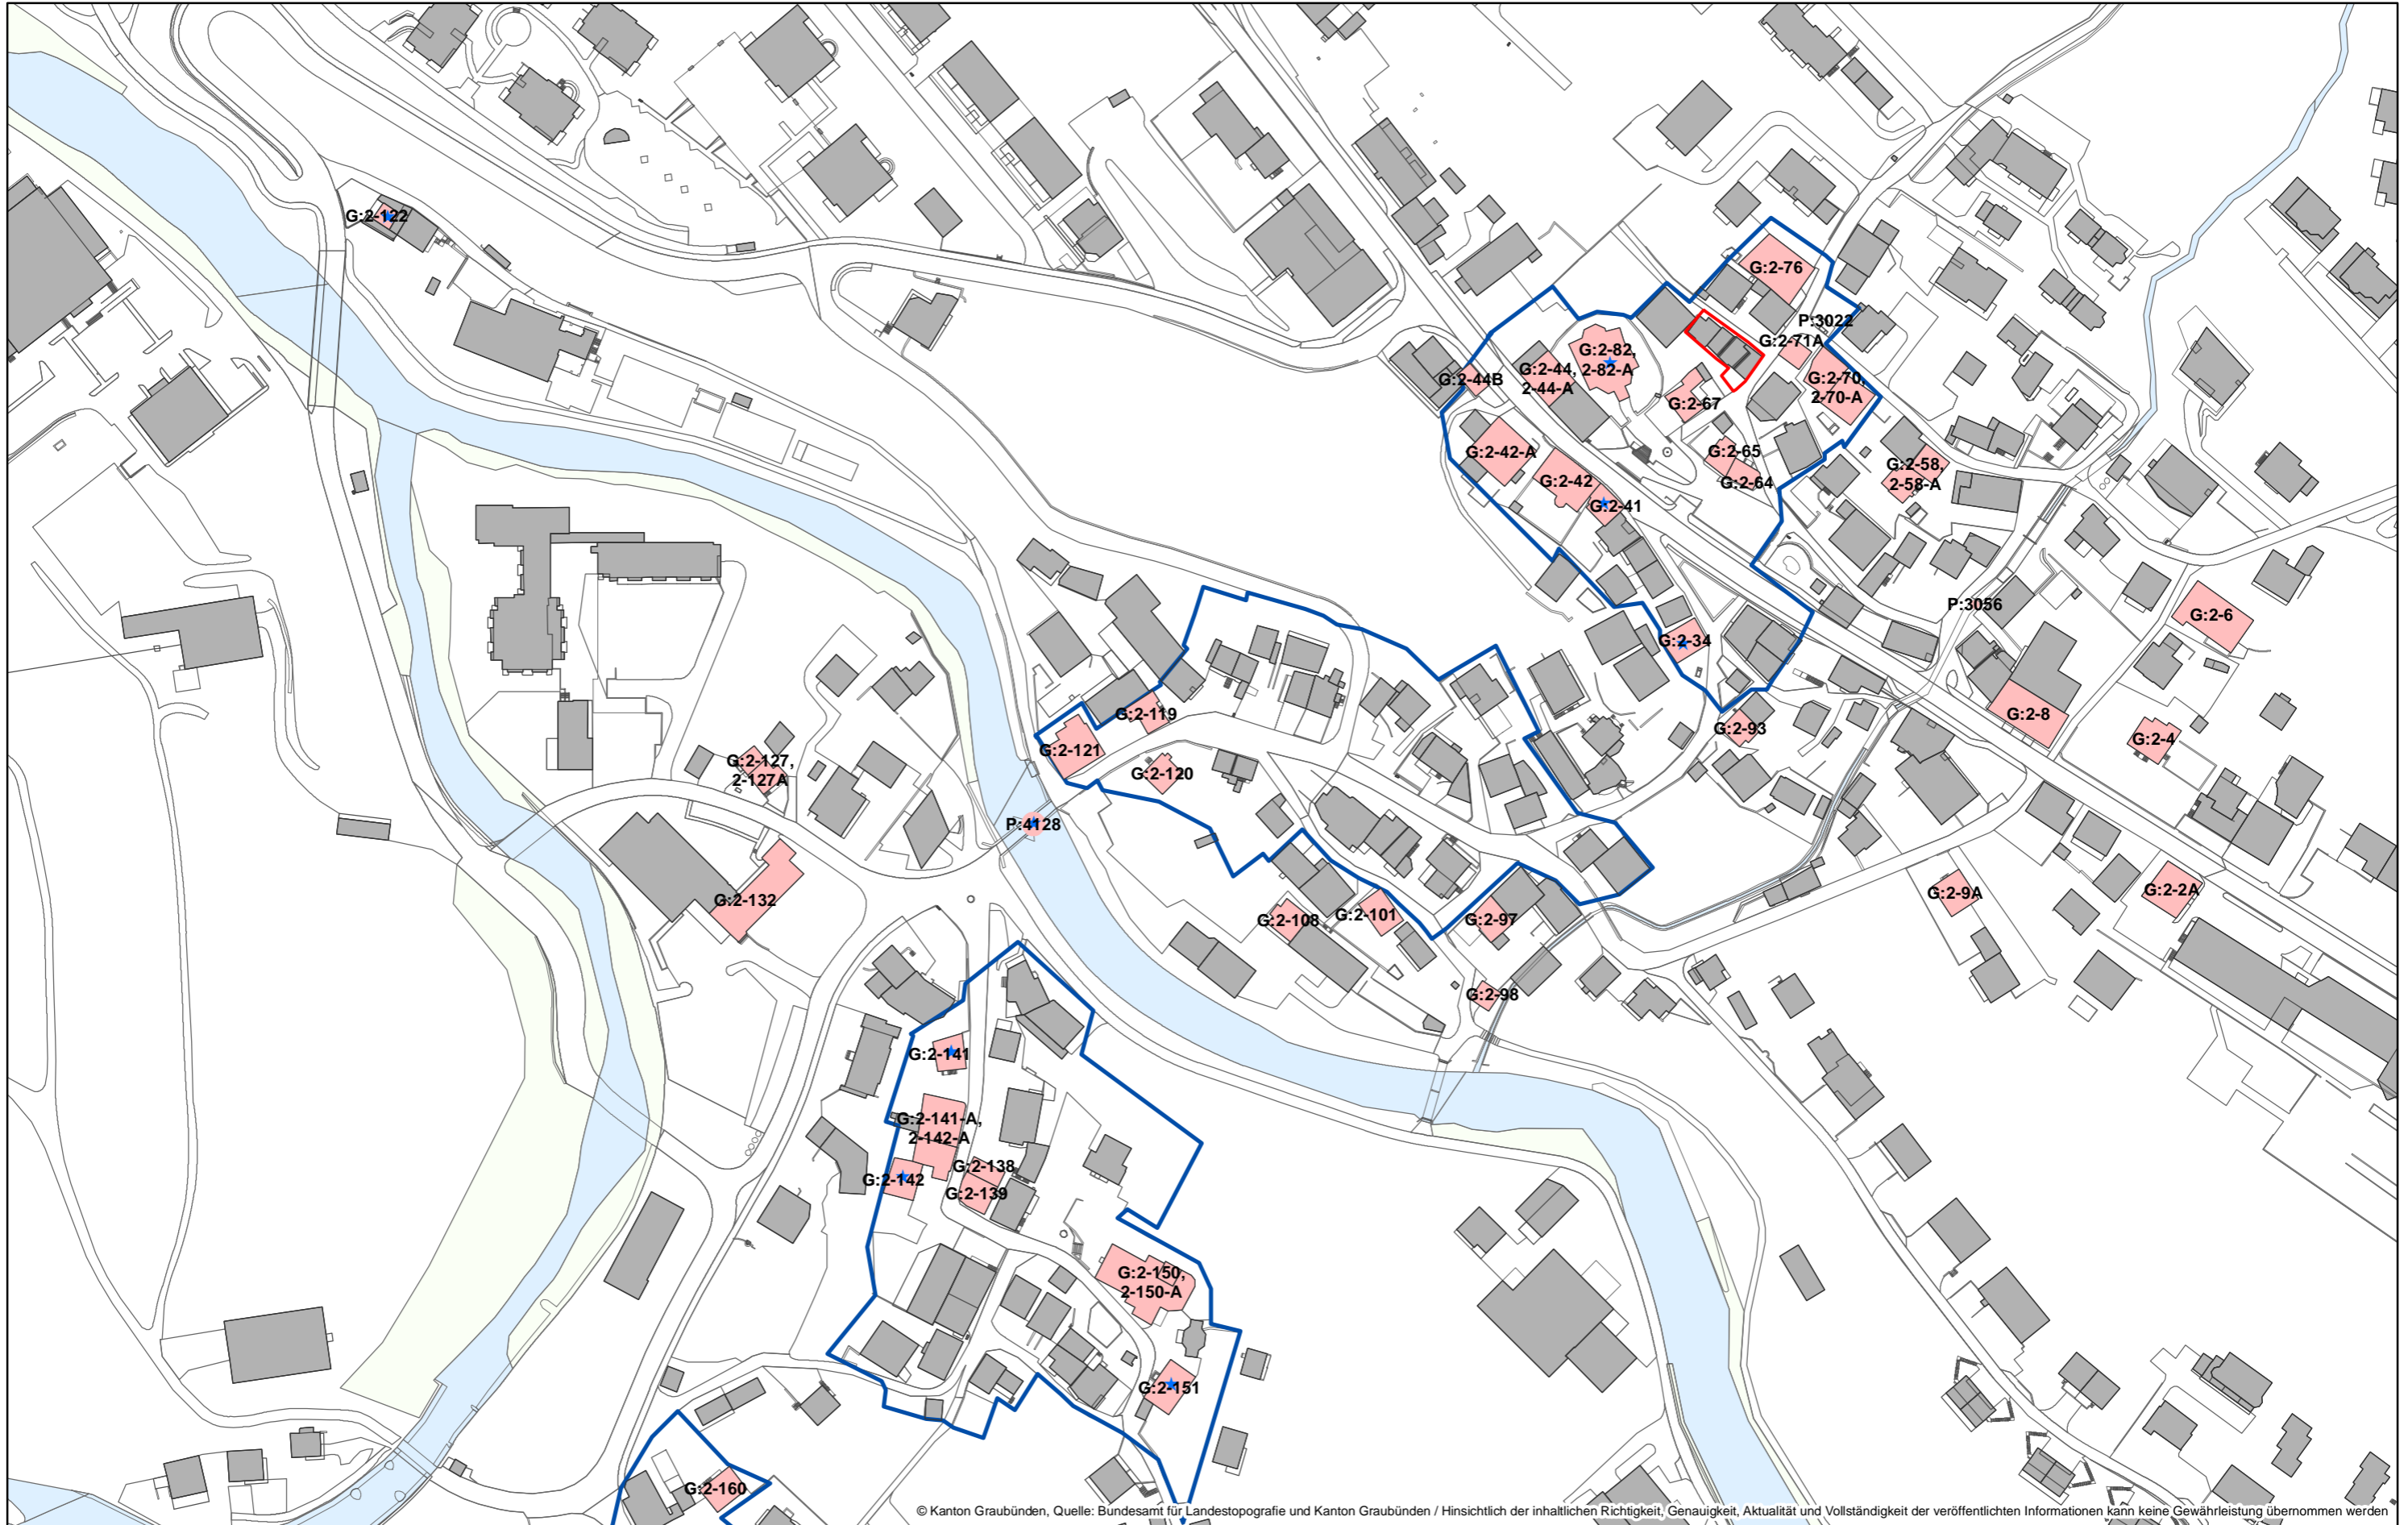 G:2-122
G:2-76
P:3022
G:2-71A
G:2-82,
2-82-A
G:2-44,
2-44-A
G:2-44B
G:2-70,
2-70-A
G:2-67
G:2-42-A
G:2-65
G:2-64
G:2-58,
2-58-A
G:2-42
G:2-41
P:3056
G:2-6
G:2-34
G:2-119
G:2-8
G:2-93
G:2-4
G:2-121
G:2-120
G:2-127,
2-127A
P:4128
G:2-132
G:2-108
G:2-101
G:2-97
G:2-9A
G:2-2A
G:2-98
G:2-141
G:2-141-A,
2-142-A
G:2-138
G:2-142
G:2-139
G:2-150,
2-150-A
G:2-151
G:2-160
© Kanton Graubünden, Quelle: Bundesamt für Landestopografie und Kanton Graubünden / Hinsichtlich der inhaltlichen Richtigkeit, Genauigkeit, Aktualität und Vollständigkeit der veröffentlichten Informationen kann keine Gewährleistung übernommen werden